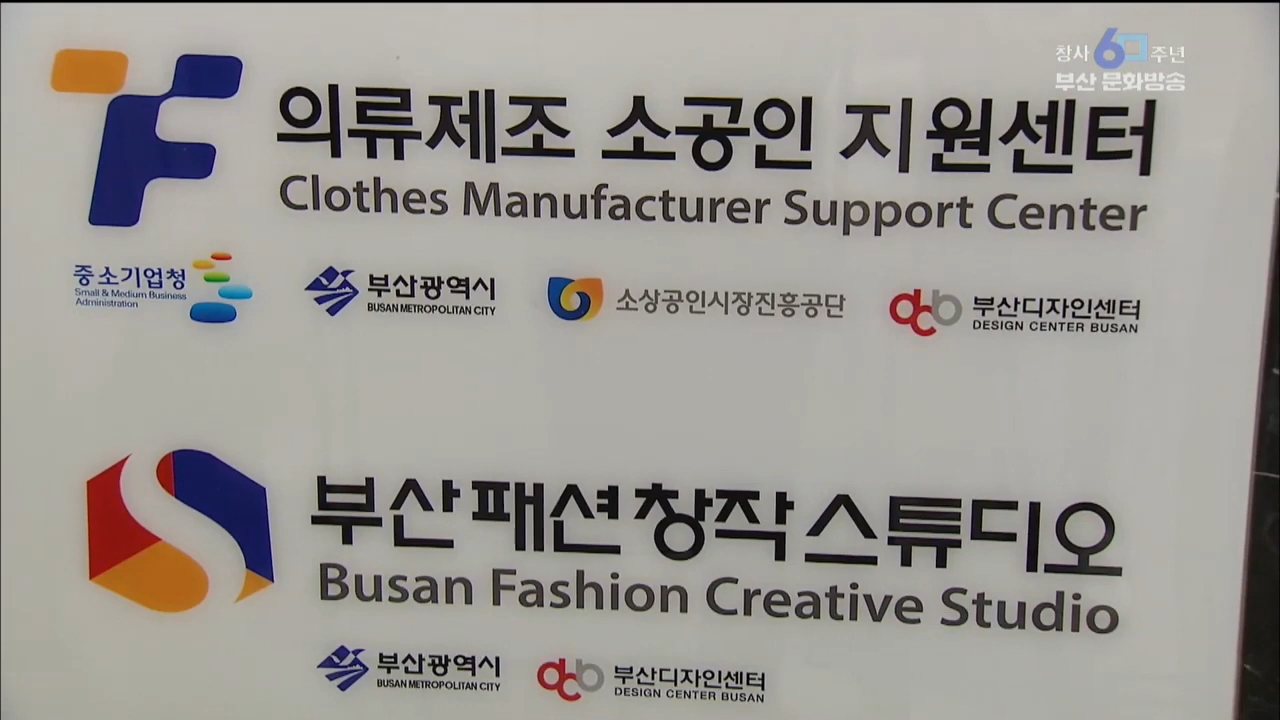 창사60주년
부산문화방송
의류제조 소공인 지원센터
Clothes Manufacturer Support Center
중소기업청
Small & Medium Business
Administration
부산광역시
BUSAN METROPOLITAN CITY
소상공인시장진흥공단
dcb 부산디자인센터
DESIGN CENTER BUSAN
부산패션창작스튜디오
Busan Fashion Creative Studio
부산광역시
BUSAN METROPOLITAN CITY
dcb 부산디자인센터
DESIGN CENTER BUSAN